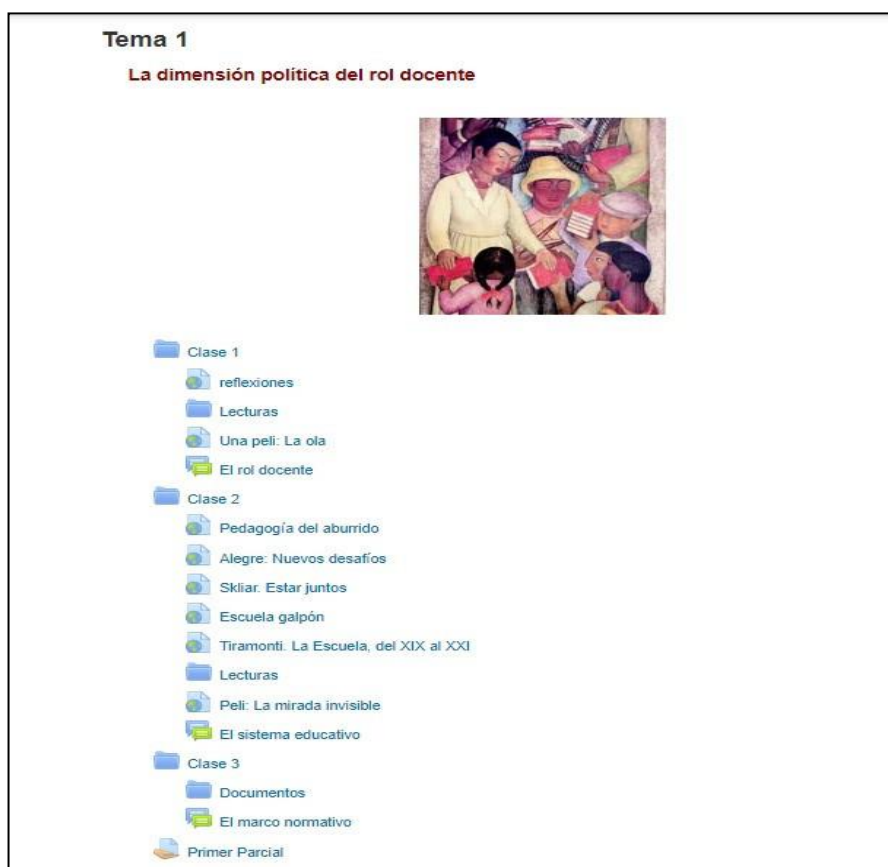 Tema 1
La dimensión política del rol docente
Clase 1
reflexiones
Lecturas
Una peli: La ola
El rol docente
Clase 2
Pedagogía del aburrido
Alegre: Nuevos desafíos
Skliar. Estar juntos
Escuela galpón
Tiramonti. La Escuela, del XIX al XXI
Lecturas
Peli: La mirada invisible
El sistema educativo
Clase 3
Documentos
El marco normativo
Primer Parcial